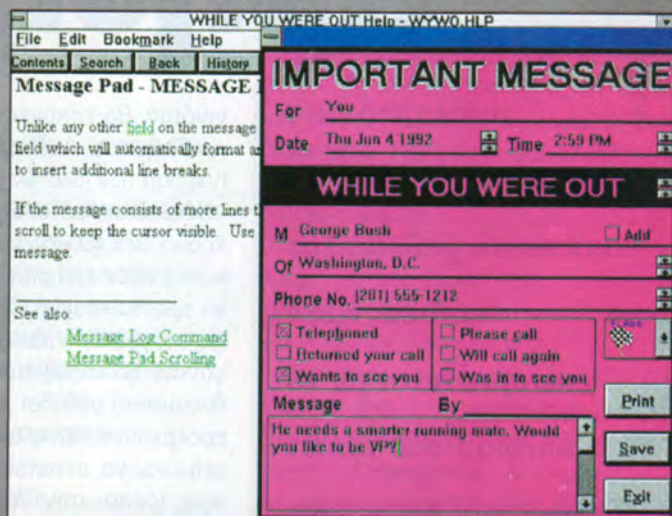 WHILE YOU WERE OUT Help - WYWO.HLP
File Edit Bookmark Help
Contents Search Back History
Message Pad - MESSAGE
Unlike any other field on the message
field which will automatically format a
to insert additional line breaks.
If the message consists of more lines t
scroll to keep the cursor visible. Use
message.
See also:
Message Log Command
Message Pad Scrolling
IMPORTANT MESSAGE
For You
Date Thu Jun 4 1992 Time 2:59 PM
WHILE YOU WERE OUT
M George Bush Add
Of Washington, D.C.
Phone No. (201) 555-1212
Telephoned Please call
Returned your call Will call again
Wants to see you Was in to see you
Message By
He needs a smarter running mate. Would
you like to be VP?
Print
Save
Exit